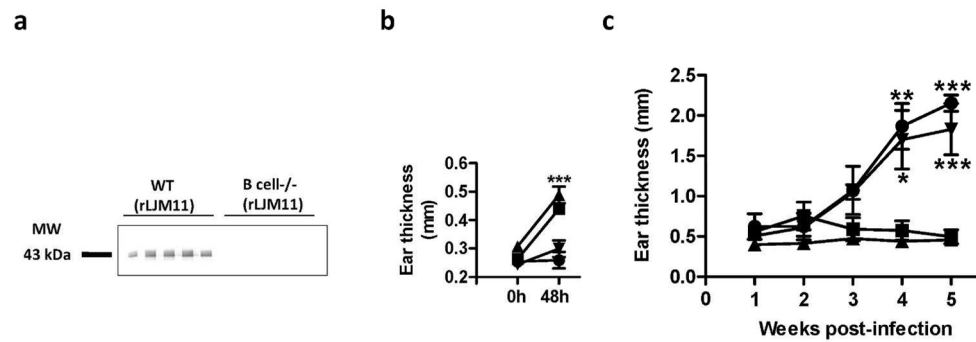 a
b
c
WT
(rLJM11)
B cell-/-
(rLJM11)
MW
43 kDa
Ear thickness
(mm)
0.6
0.5
0.4
0.3
0.2
***
0h
48h
Ear thickness (mm)
2.5
2.0
1.5
1.0
0.5
0.0
**
***
*
***
0
1
2
3
4
5
Weeks post-infection